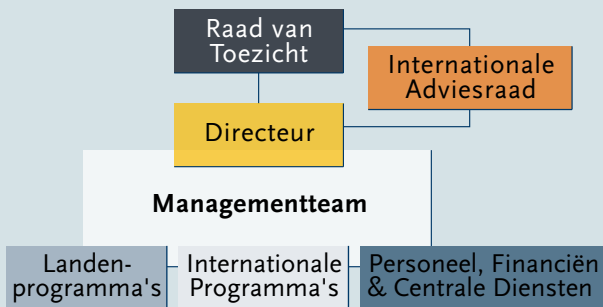 Raad van
Toezicht
Internationale
Adviesraad
Directeur
Managementteam
Landen-
programma's
Internationale
Programma's
Personeel, Financiën
& Centrale Diensten